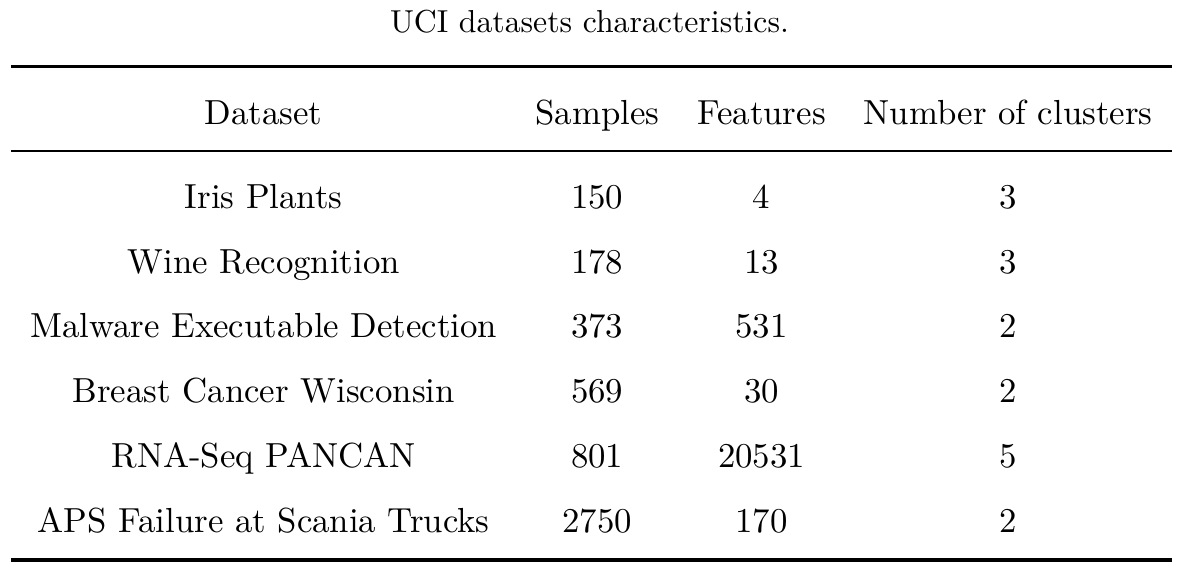 UCI datasets characteristics.
Dataset Samples Features Number of clusters
Iris Plants 150 4 3
Wine Recognition 178 13 3
Malware Executable Detection 373 531 2
Breast Cancer Wisconsin 569 30 2
RNA-Seq PANCAN 801 20531 5
APS Failure at Scania Trucks 2750 170 2